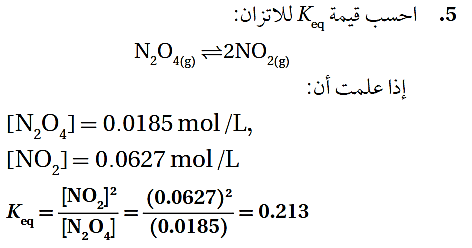 5. احسب قيمة Keq للاتزان:
N₂O₄(g) ⇌ 2NO₂(g)
إذا علمت أن:
[N₂O₄] = 0.0185 mol /L,
[NO₂] = 0.0627 mol /L
Keq = [NO₂]² / [N₂O₄] = (0.0627)² / (0.0185) = 0.213